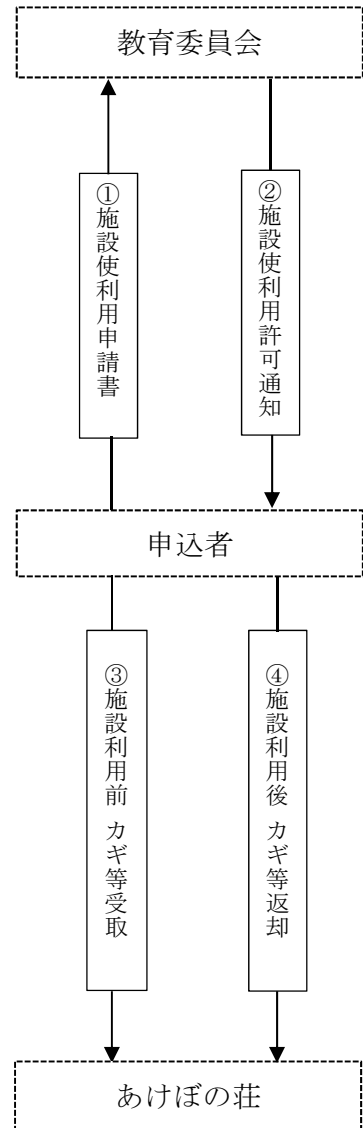 教育委員会
①施設使利用申請書
②施設使利用許可通知
申込者
③施設利用前 カギ等受取
④施設利用後 カギ等返却
あけぼの荘